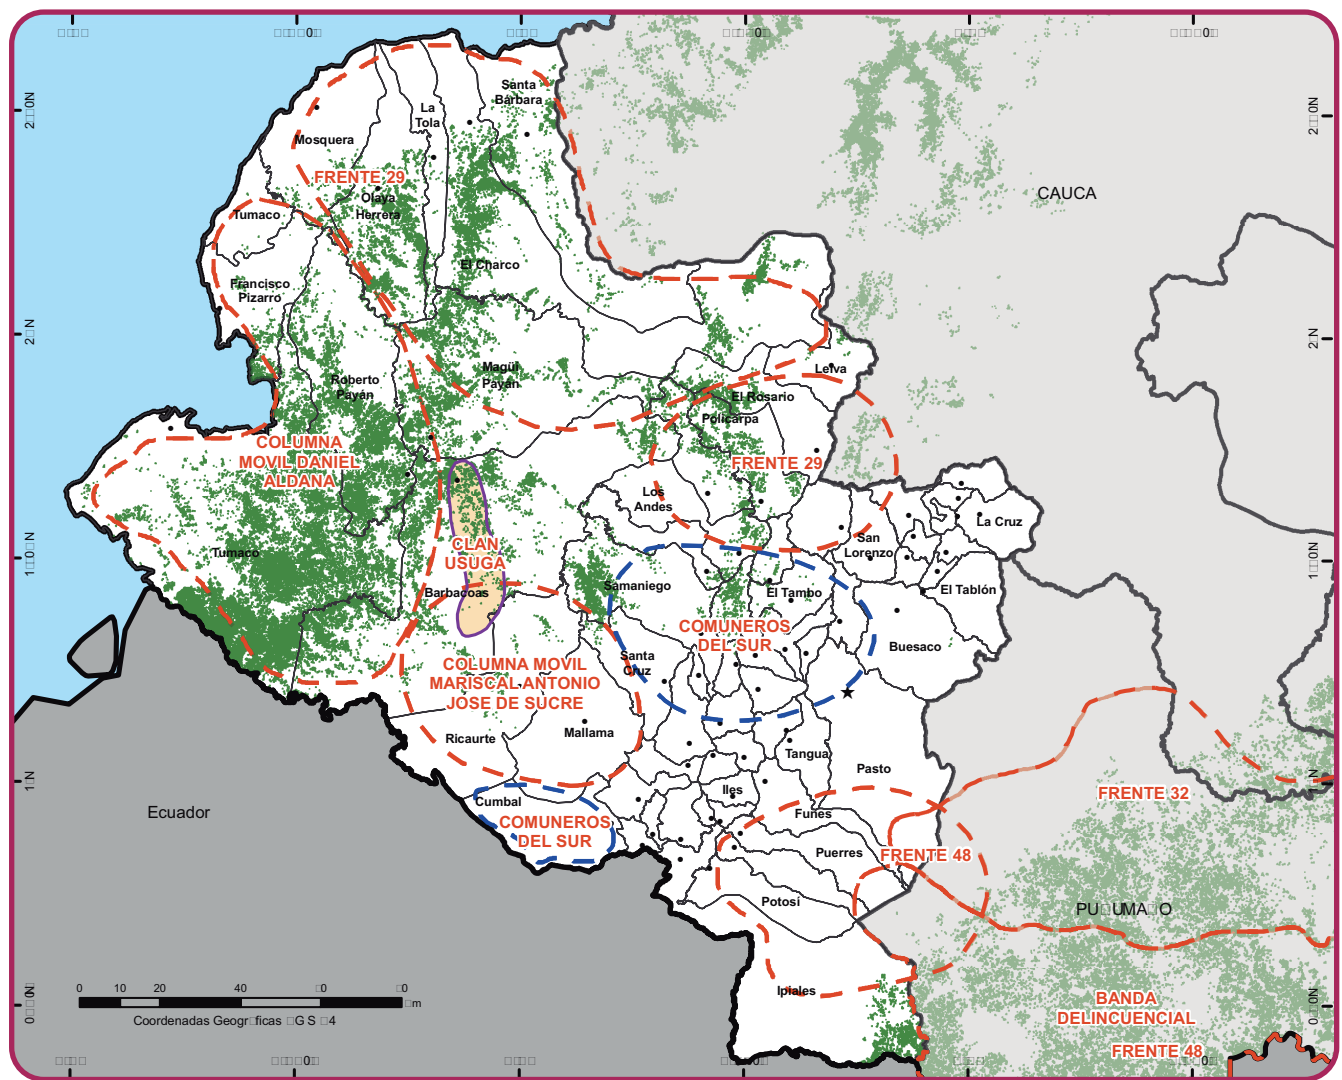 Santa
Bárbara
La
Tola
Mosquera
FRENTE 29
Olaya
Herrera
Tumaco
CAUCA
El Charco
Francisco
Pizarro
Leiva
Magüi
Payán
Roberto
Payán
El Rosario
Policarpa
COLUMNA
MOVIL DANIEL
ALDANA
FRENTE 29
Los
Andes
La Cruz
San
Lorenzo
CLAN
USUGA
Tumaco
Barbacoas
Samaniego
El Tambo
El Tablón
COMUNEROS
DEL SUR
Buesaco
Santa
Cruz
COLUMNA MOVIL
MARISCAL ANTONIO
JOSE DE SUCRE
Mallama
Ricaurte
Tangua
Pasto
Iles
FRENTE 32
Cumbal
Ecuador
Funes
COMUNEROS
DEL SUR
Puerres
FRENTE 48
Potosí
Ipiales
0 10 20 40
Coordenadas
BANDA
DELINCUENCIAL
FRENTE 48